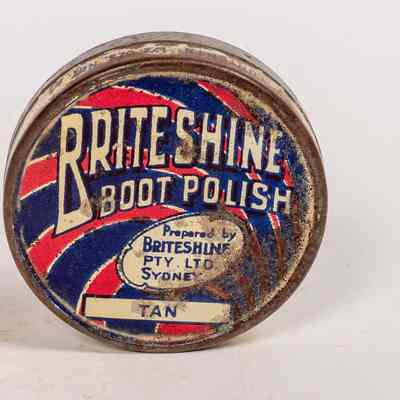 BRITESHINE
BOOT POLISH
Prepared by
BRITESHINE
PTY. LTD
SYDNEY
TAN